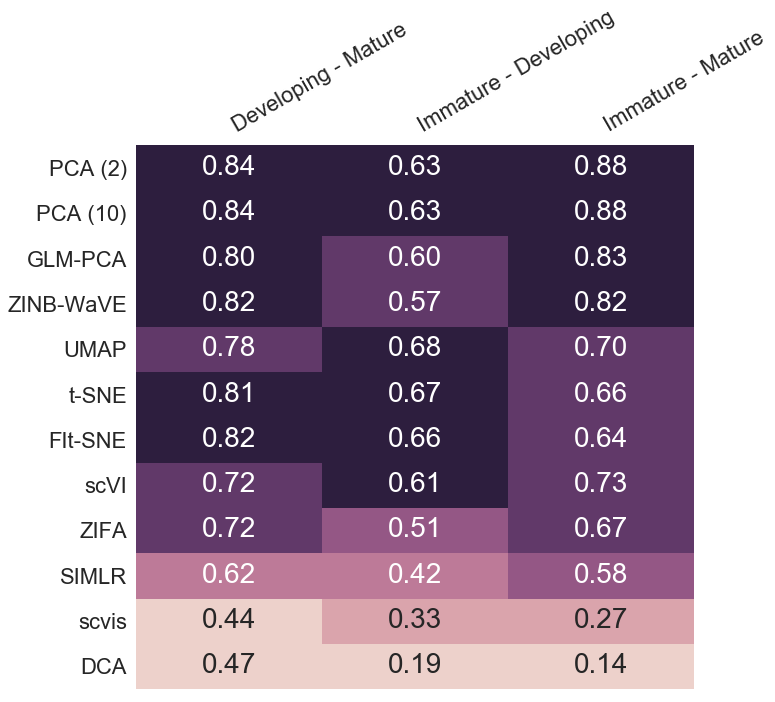 Developing - Mature Immature - Developing Immature - Mature
PCA (2) 0.84 0.63 0.88
PCA (10) 0.84 0.63 0.88
GLM-PCA 0.80 0.60 0.83
ZINB-WaVE 0.82 0.57 0.82
UMAP 0.78 0.68 0.70
t-SNE 0.81 0.67 0.66
FIt-SNE 0.82 0.66 0.64
scVI 0.72 0.61 0.73
ZIFA 0.72 0.51 0.67
SIMLR 0.62 0.42 0.58
scvis 0.44 0.33 0.27
DCA 0.47 0.19 0.14